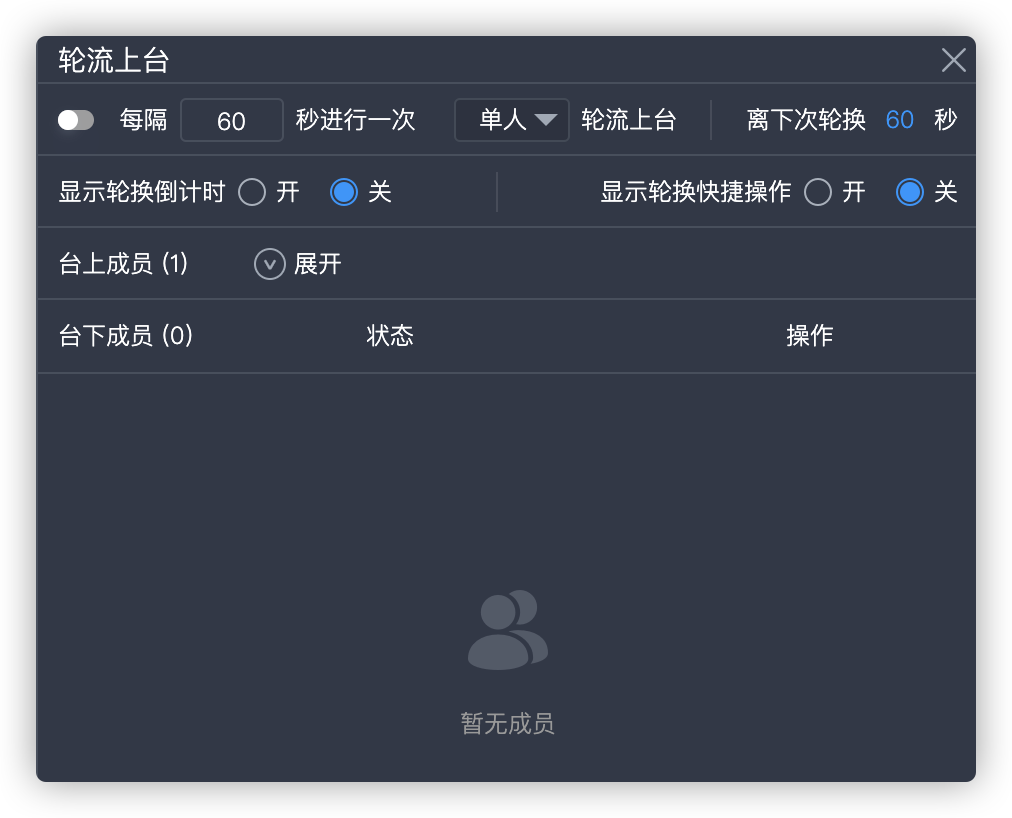 轮流上台
每隔 60 秒进行一次 单人 轮流上台 离下次轮换 60 秒
显示轮换倒计时 开 关 显示轮换快捷操作 开 关
台上成员 (1) 展开
台下成员 (0) 状态 操作
暂无成员